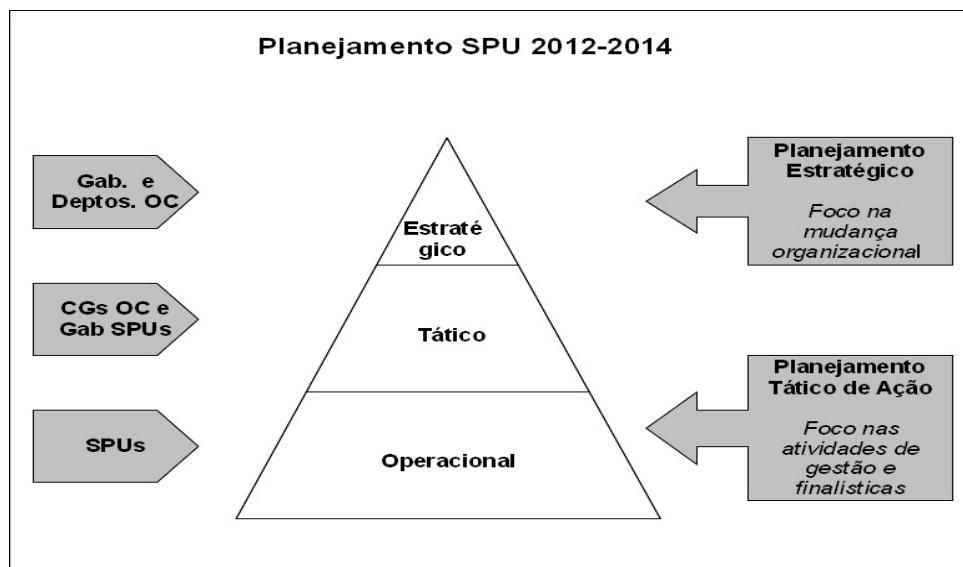 Planejamento SPU 2012-2014
Gab. e
Deptos. OC
CGs OC e
Gab SPUs
SPUs
Estraté
gico
Tático
Operacional
Planejamento
Estratégico
Foco na
mudança
organizacional
Planejamento
Tático de Ação
Foco nas
atividades de
gestão e
finalísticas